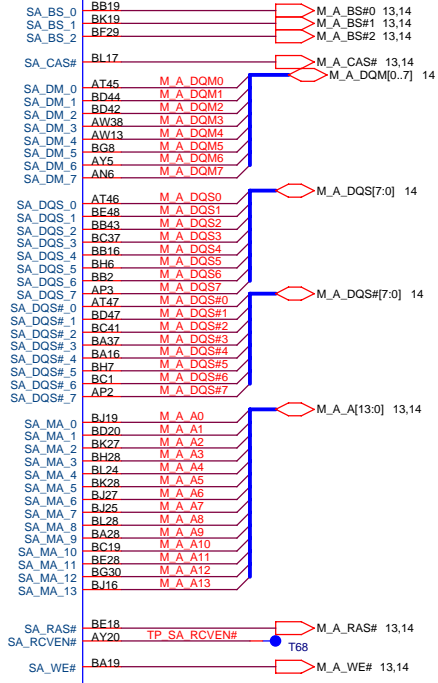 SA_BS_0 BB19 M_A_BS#0 13,14
SA_BS_1 BK19 M_A_BS#1 13,14
SA_BS_2 BF29 M_A_BS#2 13,14
SA_CAS# BL17 M_A_CAS# 13,14
M_A_DQM[0..7] 14
SA_DM_0 AT45 M_A_DQM0
SA_DM_1 BD44 M_A_DQM1
SA_DM_2 BD42 M_A_DQM2
SA_DM_3 AW38 M_A_DQM3
SA_DM_4 AW13 M_A_DQM4
SA_DM_5 BG8 M_A_DQM5
SA_DM_6 AY5 M_A_DQM6
SA_DM_7 AN6 M_A_DQM7
M_A_DQS[7:0] 14
SA_DQS_0 AT46 M_A_DQS0
SA_DQS_1 BE48 M_A_DQS1
SA_DQS_2 BB43 M_A_DQS2
SA_DQS_3 BC37 M_A_DQS3
SA_DQS_4 BB16 M_A_DQS4
SA_DQS_5 BH6 M_A_DQS5
SA_DQS_6 BB2 M_A_DQS6
SA_DQS_7 AP3 M_A_DQS7
M_A_DQS#[7:0] 14
SA_DQS#_0 AT47 M_A_DQS#0
SA_DQS#_1 BD47 M_A_DQS#1
SA_DQS#_2 BC41 M_A_DQS#2
SA_DQS#_3 BA37 M_A_DQS#3
SA_DQS#_4 BA16 M_A_DQS#4
SA_DQS#_5 BH7 M_A_DQS#5
SA_DQS#_6 BC1 M_A_DQS#6
SA_DQS#_7 AP2 M_A_DQS#7
M_A_A[13:0] 13,14
SA_MA_0 BJ19 M_A_A0
SA_MA_1 BD20 M_A_A1
SA_MA_2 BK27 M_A_A2
SA_MA_3 BH28 M_A_A3
SA_MA_4 BL24 M_A_A4
SA_MA_5 BK28 M_A_A5
SA_MA_6 BJ27 M_A_A6
SA_MA_7 BJ25 M_A_A7
SA_MA_8 BL28 M_A_A8
SA_MA_9 BA28 M_A_A9
SA_MA_10 BC19 M_A_A10
SA_MA_11 BE28 M_A_A11
SA_MA_12 BG30 M_A_A12
SA_MA_13 BJ16 M_A_A13
SA_RAS# BE18 M_A_RAS# 13,14
SA_RCVEN# AY20 TP_SA_RCVEN# T68
SA_WE# BA19 M_A_WE# 13,14